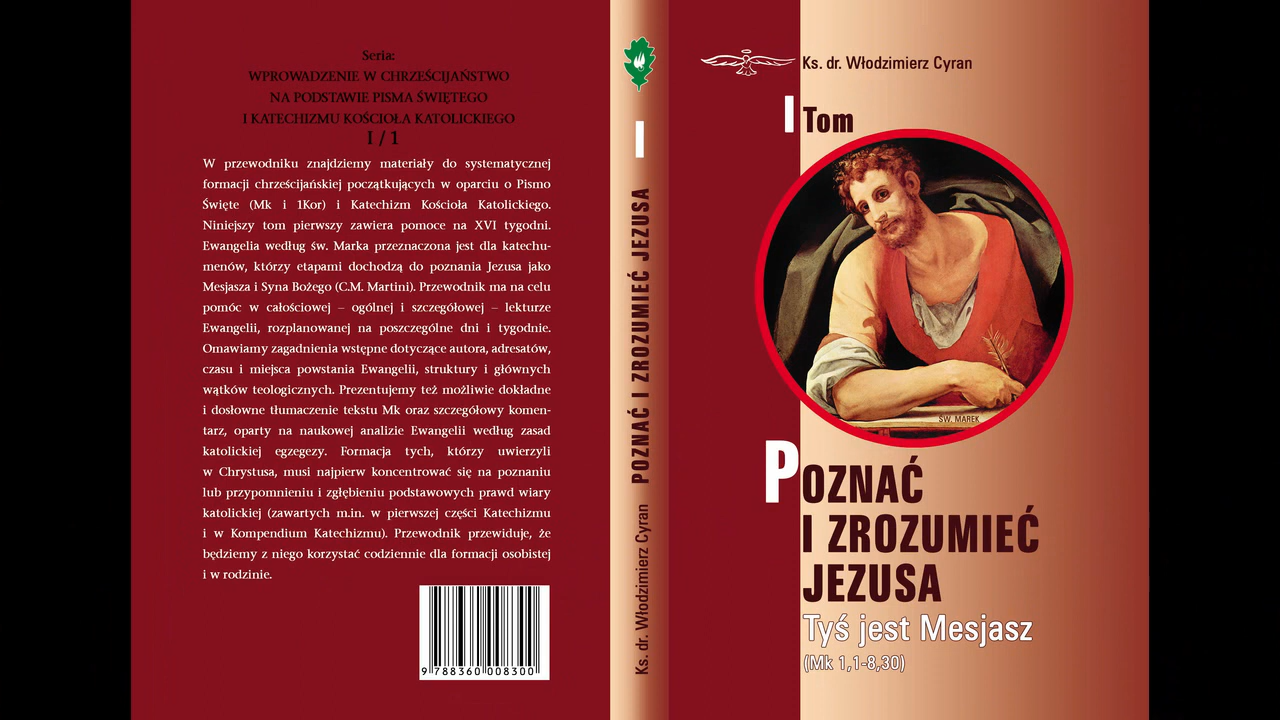 Seria:
WPROWADZENIE W CHRZEŚCIJAŃSTWO
NA PODSTAWIE PISMA ŚWIĘTEGO
I KATECHIZMU KOŚCIOŁA KATOLICKIEGO
I / 1
W przewodniku znajdziemy materiały do systematycznej
formacji chrześcijańskiej początkujących w oparciu o Pismo
Święte (Mk i 1Kor) i Katechizm Kościoła Katolickiego.
Niniejszy tom pierwszy zawiera pomoce na XVI tygodni.
Ewangelia według św. Marka przeznaczona jest dla katechu-
menów, którzy etapami dochodzą do poznania Jezusa jako
Mesjasza i Syna Bożego (C.M. Martini). Przewodnik ma na celu
pomóc w całościowej – ogólnej i szczegółowej – lekturze
Ewangelii, rozplanowanej na poszczególne dni i tygodnie.
Omawiamy zagadnienia wstępne dotyczące autora, adresatów,
czasu i miejsca powstania Ewangelii, struktury i głównych
wątków teologicznych. Prezentujemy też możliwie dokładne
i dosłowne tłumaczenie tekstu Mk oraz szczegółowy komen-
tarz, oparty na naukowej analizie Ewangelii według zasad
katolickiej egzegezy. Formacja tych, którzy uwierzyli
w Chrystusa, musi najpierw koncentrować się na poznaniu
lub przypomnieniu i zgłębieniu podstawowych prawd wiary
katolickiej (zawartych m.in. w pierwszej części Katechizmu
i w Kompendium Katechizmu). Przewodnik przewiduje, że
będziemy z niego korzystać codziennie dla formacji osobistej
i w rodzinie.
9 788360 008300
I
POZNAĆ I ZROZUMIEĆ JEZUSA
Ks. dr. Włodzimierz Cyran
Ks. dr. Włodzimierz Cyran
I Tom
ŚW. MAREK
POZNAĆ
I ZROZUMIEĆ
JEZUSA
Tyś jest Mesjasz
(Mk 1,1-8,30)